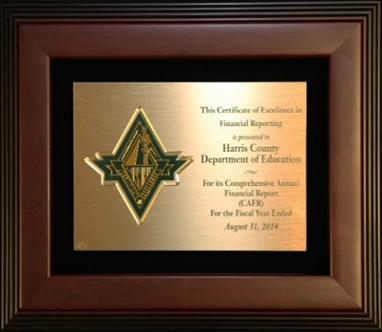 This Certificate of Excellence in
Financial Reporting
is presented to
Harris County
Department of Education
For its Comprehensive Annual
Financial Report
(CAFR)
For the Fiscal Year Ended
August 31, 2014